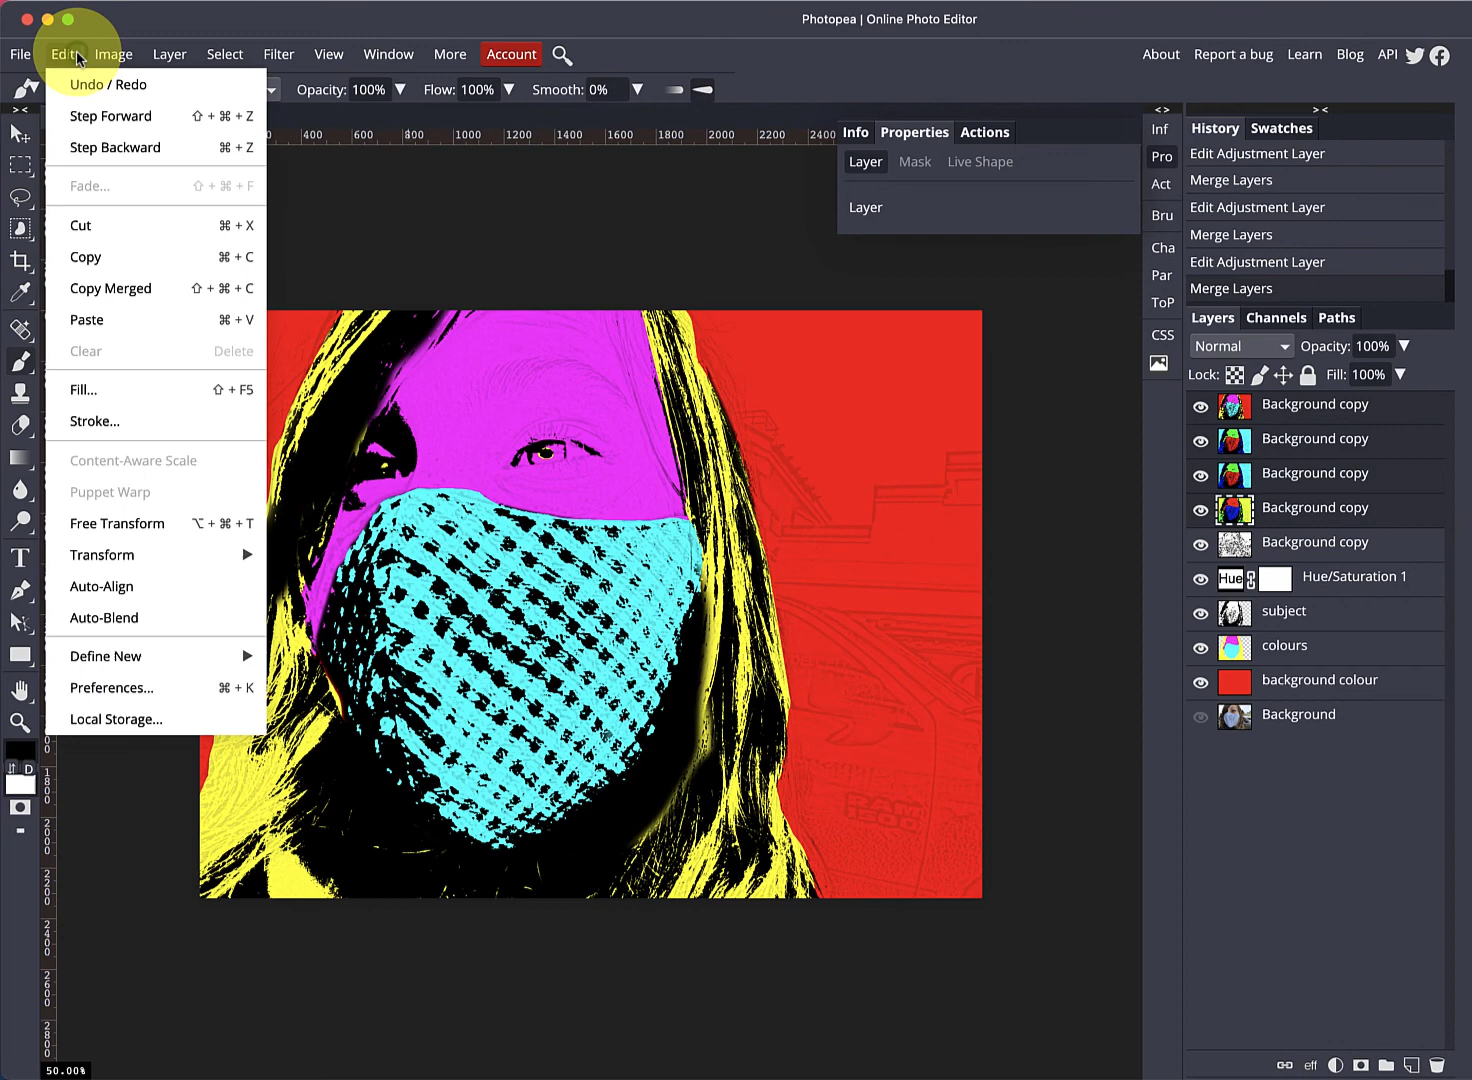 Photopea | Online Photo Editor
File Edit Image Layer Select Filter View Window More Account About Report a bug Learn Blog API
Opacity: 100% Flow: 100% Smooth: 0%
Undo / Redo
Step Forward ⇧ + ⌘ + Z
Step Backward ⌘ + Z
Fade... ⇧ + ⌘ + F
Cut ⌘ + X
Copy ⌘ + C
Copy Merged ⇧ + ⌘ + C
Paste ⌘ + V
Clear Delete
Fill... ⇧ + F5
Stroke...
Content-Aware Scale
Puppet Warp
Free Transform ⌥ + ⌘ + T
Transform
Auto-Align
Auto-Blend
Define New
Preferences... ⌘ + K
Local Storage...
400 600 800 1000 1200 1400 1600 1800 2000 2200 2400
Info Properties Actions
Layer Mask Live Shape
Layer
< >
Inf
Pro
Act
Bru
Cha
Par
ToP
CSS
> <
History Swatches
Edit Adjustment Layer
Merge Layers
Edit Adjustment Layer
Merge Layers
Edit Adjustment Layer
Merge Layers
Layers Channels Paths
Normal Opacity: 100%
Lock: Fill: 100%
Background copy
Background copy
Background copy
Background copy
Background copy
Hue Hue/Saturation 1
subject
colours
background colour
Background
eff
> <
T
D
1800
2000
2200
2400
2600
2800
50.00%